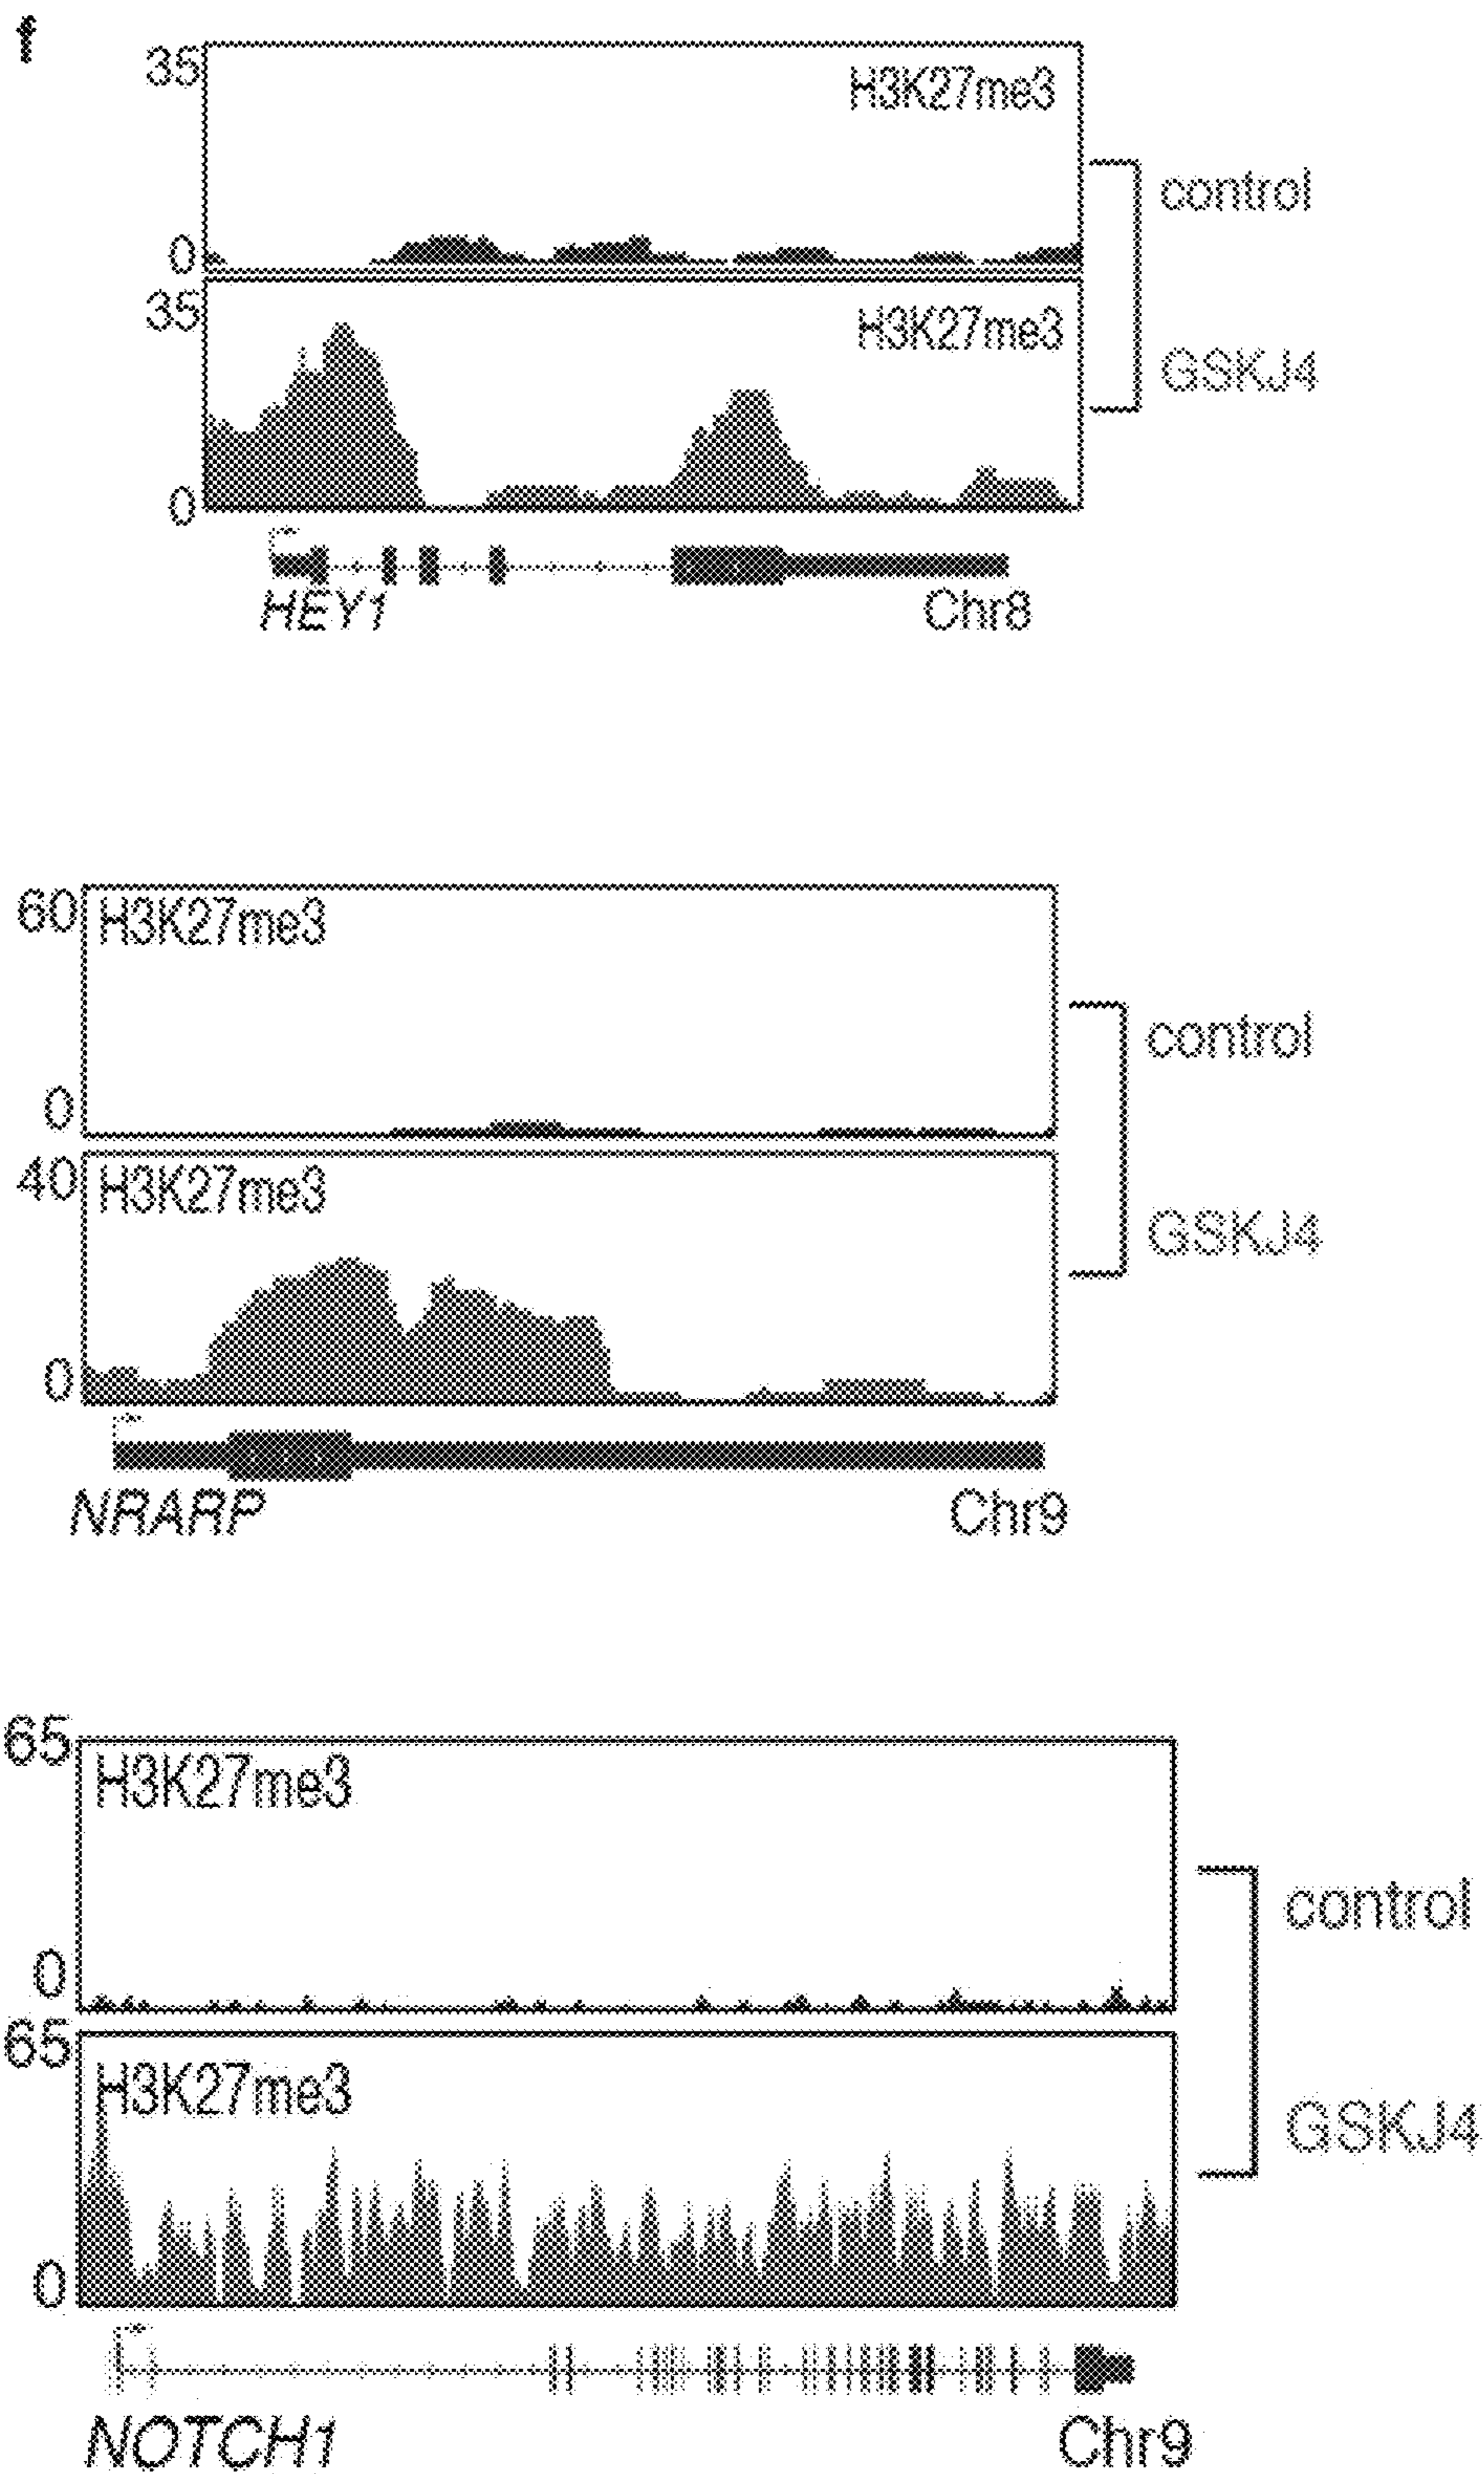 f
35
H3K27me3
control
0
35
H3K27me3
GSKJ4
0
HEY1
Chr8
60
H3K27me3
control
0
40
H3K27me3
GSKJ4
0
NRARP
Chr9
65
H3K27me3
control
0
65
H3K27me3
GSKJ4
0
NOTCH1
Chr9